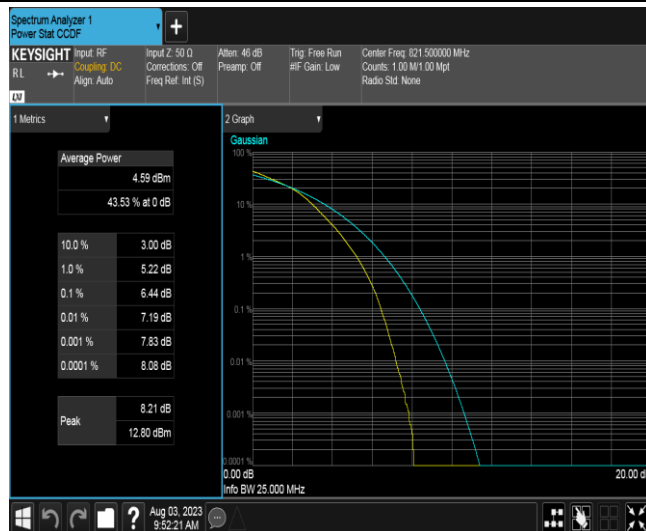 Spectrum Analyzer 1
Power Stat CCDF
+
KEYSIGHT
RL
LXI
Input: RF
Coupling: DC
Align: Auto
Input Z: 50 Ω
Corrections: Off
Freq Ref: Int (S)
Atten: 46 dB
Preamp: Off
Trig: Free Run
#IF Gain: Low
Center Freq: 821.500000 MHz
Counts: 1.00 M/1.00 Mpt
Radio Std: None
1 Metrics
Average Power
4.59 dBm
43.53 % at 0 dB
10.0 % 3.00 dB
1.0 % 5.22 dB
0.1 % 6.44 dB
0.01 % 7.19 dB
0.001 % 7.83 dB
0.0001 % 8.08 dB
Peak
8.21 dB
12.80 dBm
2 Graph
Gaussian
100 %
10 %
1 %
0.1 %
0.01 %
0.001 %
0.0001 %
0.00 dB
20.00 d
Info BW 25.000 MHz
?
Aug 03, 2023
9:52:21 AM